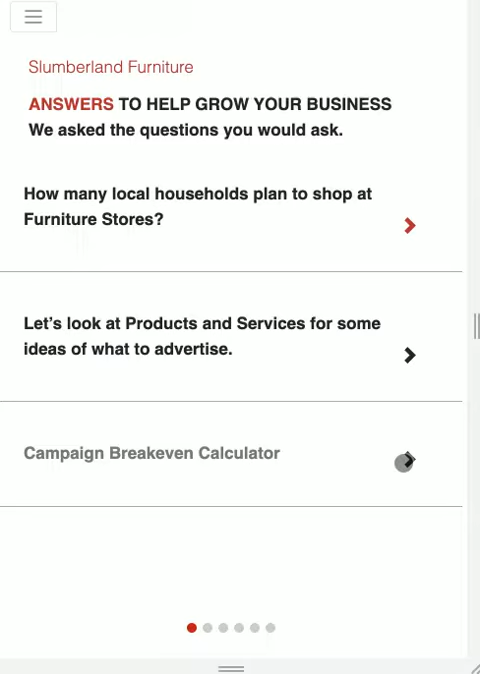 Slumberland Furniture
ANSWERS TO HELP GROW YOUR BUSINESS
We asked the questions you would ask.
How many local households plan to shop at
Furniture Stores?
Let’s look at Products and Services for some
ideas of what to advertise.
Campaign Breakeven Calculator